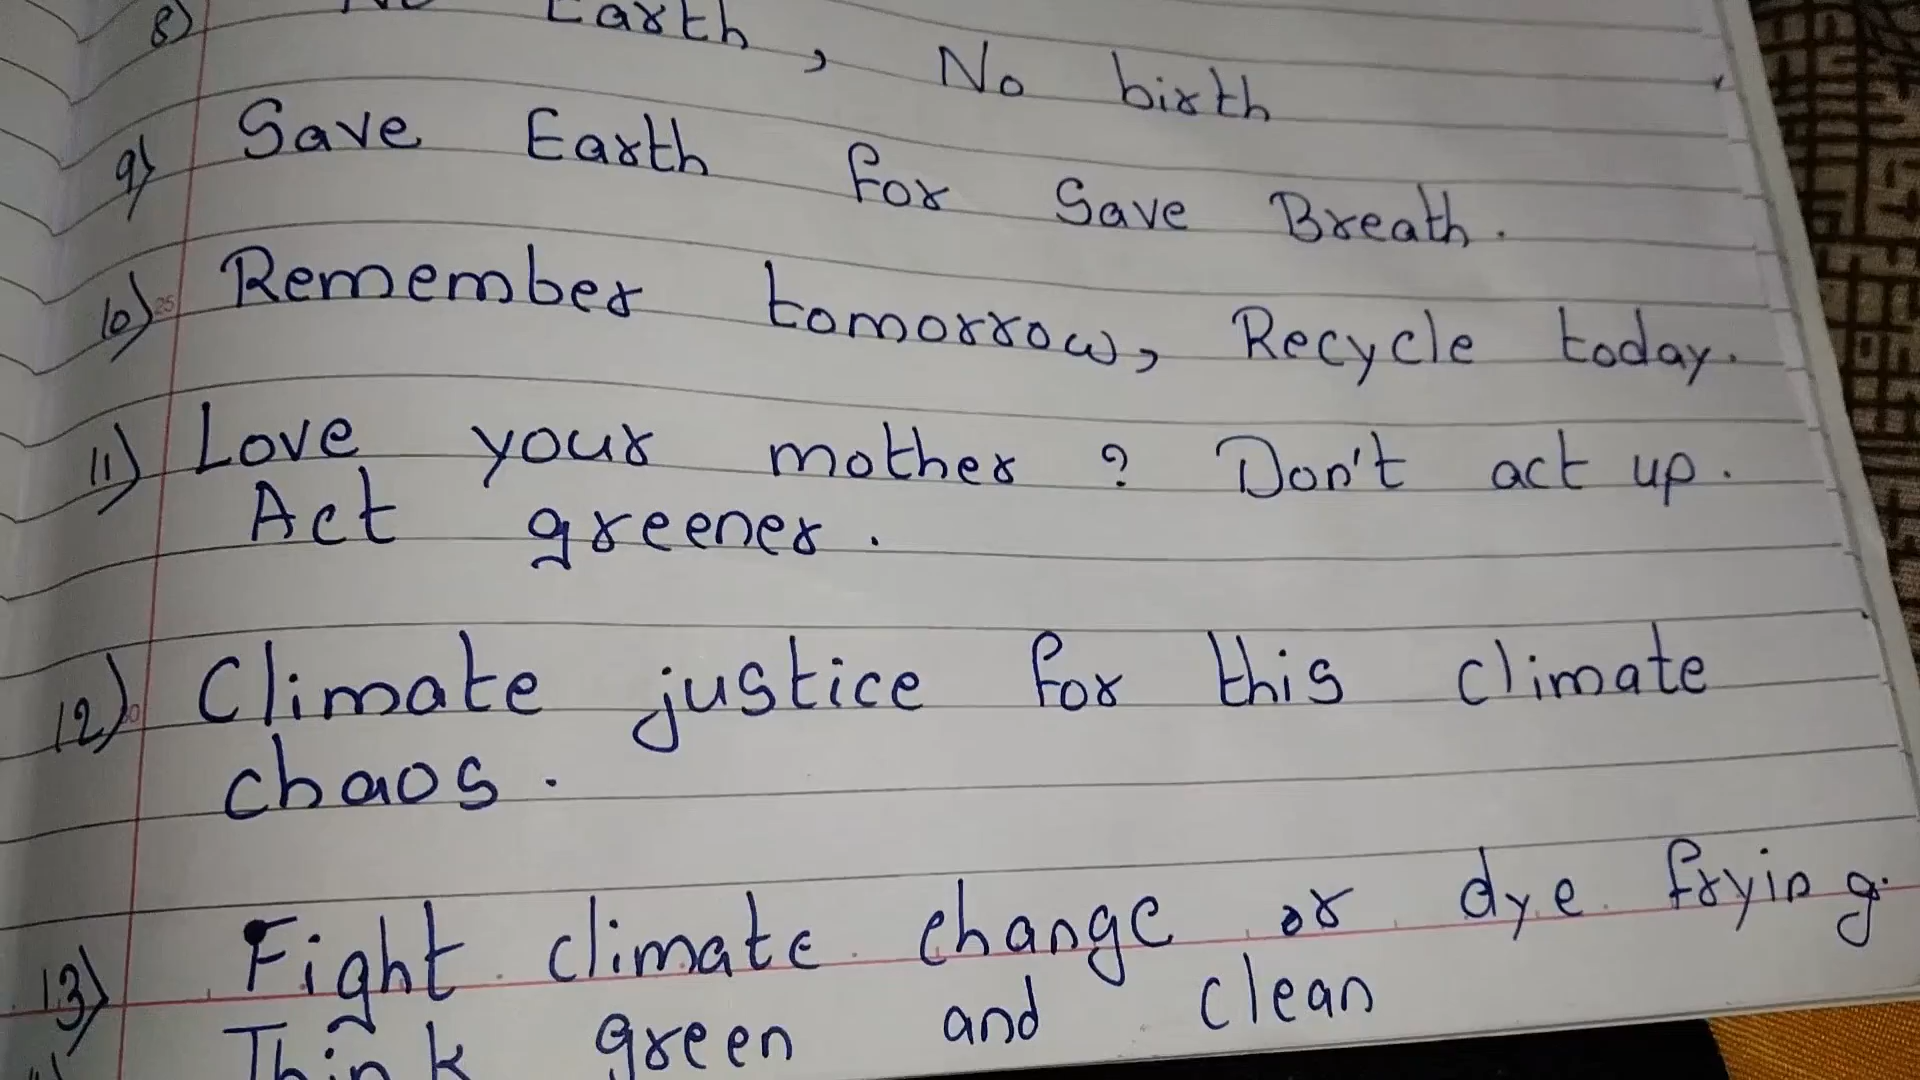 8) No Earth, No birth
9) Save Earth for Save Breath.
10) Remember tomorrow, Recycle today.
11) Love your mother? Don't act up.
Act greener.
12) Climate justice for this climate
chaos.
13) Fight climate change or dye frying.
Think green and clean